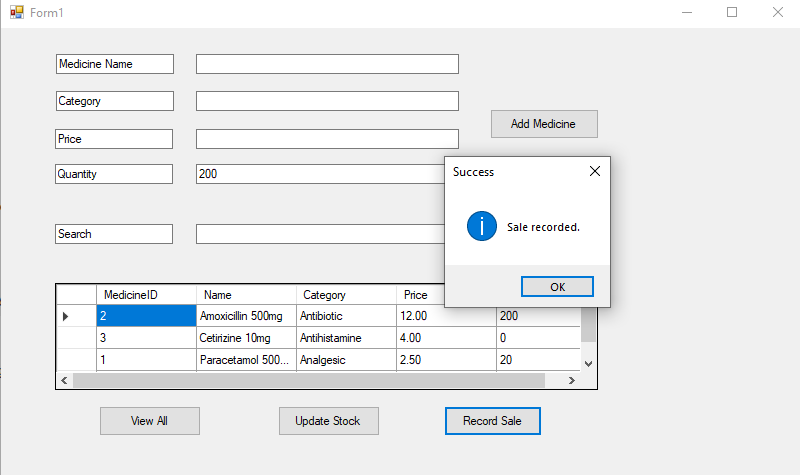 Form1
Medicine Name
Category
Add Medicine
Price
Quantity 200
Success
Sale recorded.
OK
Search
MedicineID Name Category Price
2 Amoxicillin 500mg Antibiotic 12.00 200
3 Cetirizine 10mg Antihistamine 4.00 0
1 Paracetamol 500... Analgesic 2.50 20
View All Update Stock Record Sale